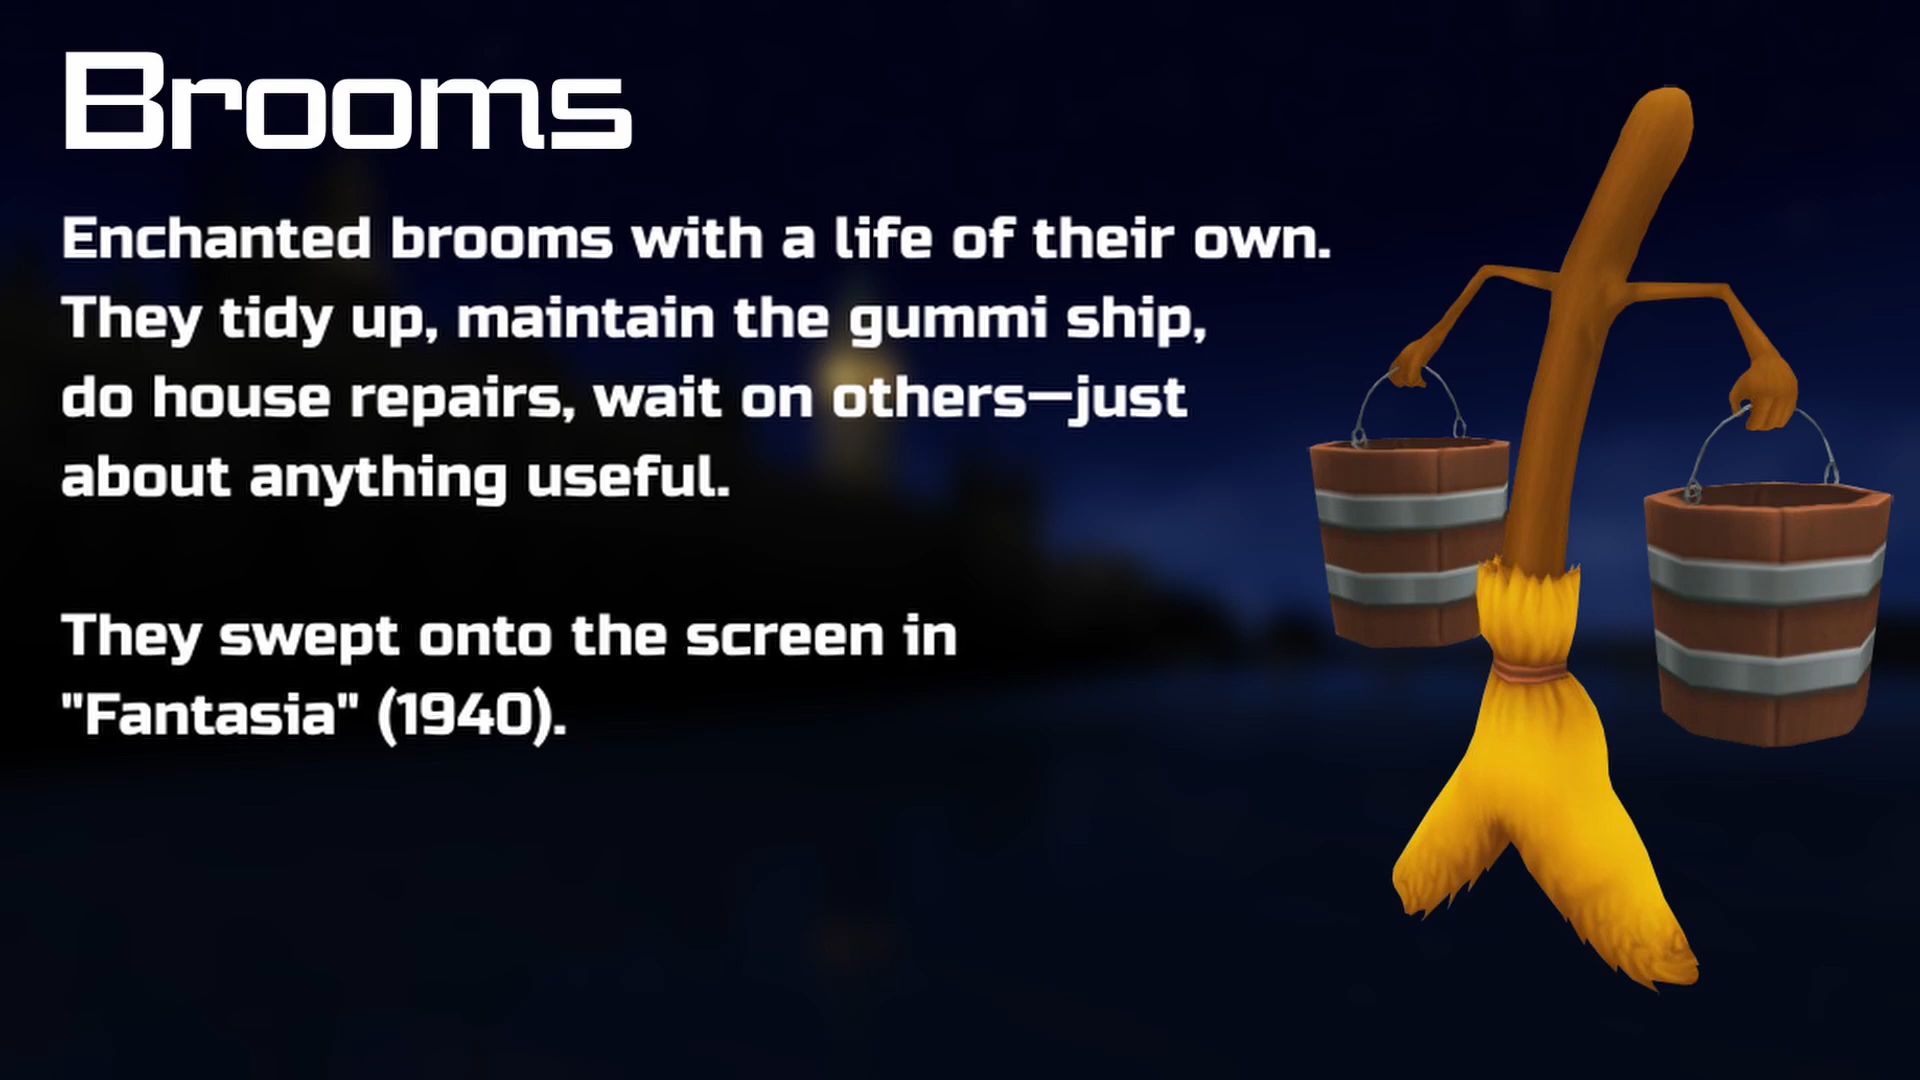 Brooms
Enchanted brooms with a life of their own.
They tidy up, maintain the gummi ship,
do house repairs, wait on others—just
about anything useful.
They swept onto the screen in
"Fantasia" (1940).